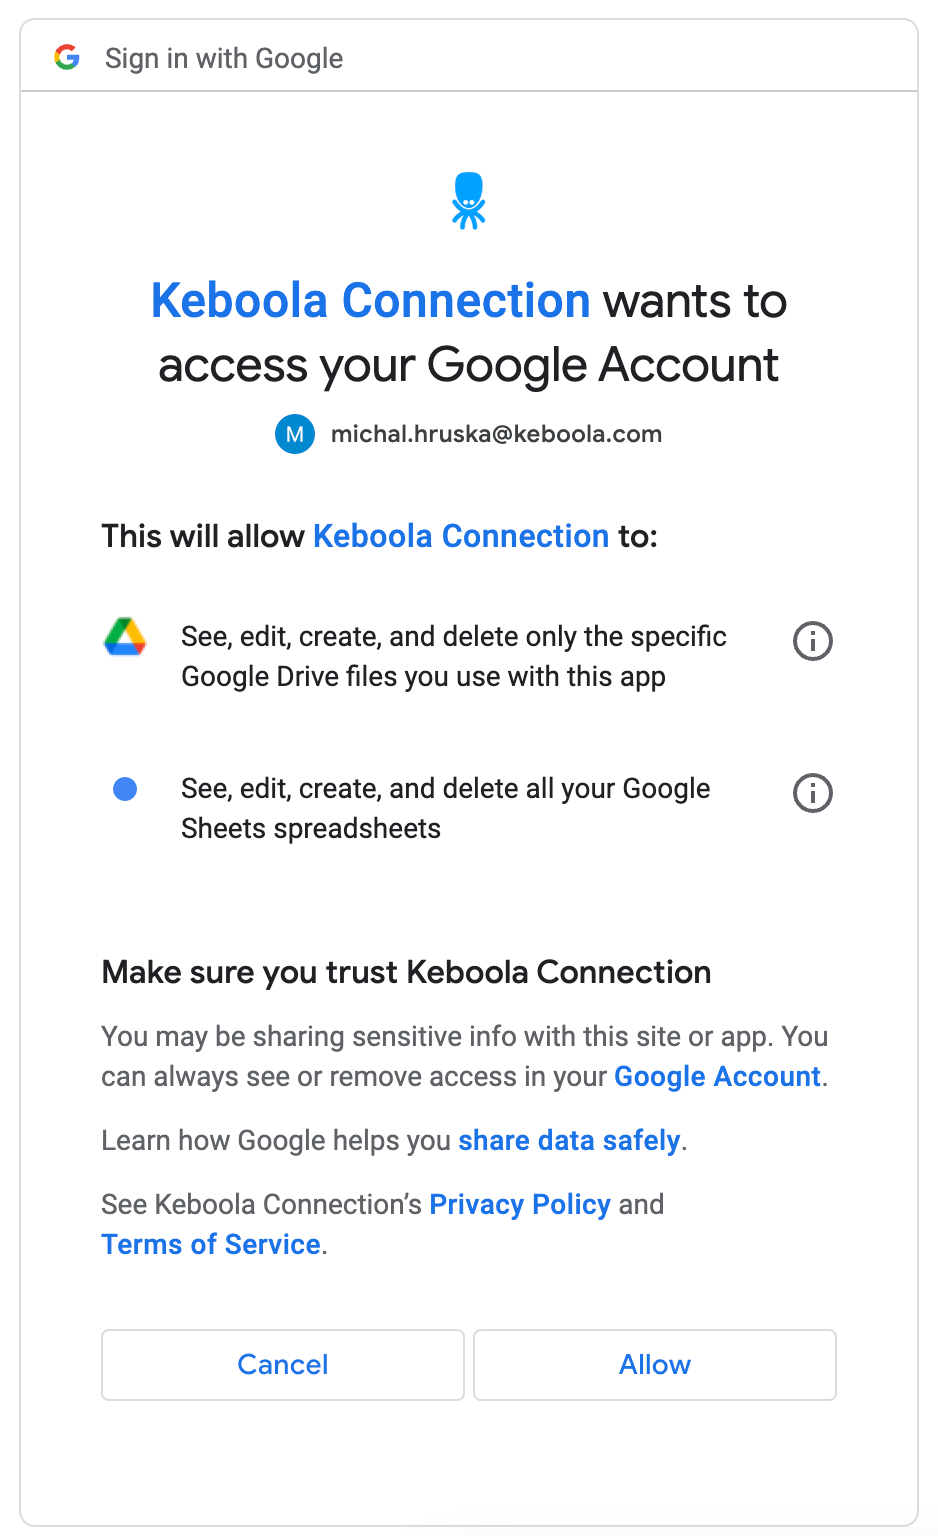 Sign in with Google
Keboola Connection wants to
access your Google Account
M michal.hruska@keboola.com
This will allow Keboola Connection to:
See, edit, create, and delete only the specific
Google Drive files you use with this app
See, edit, create, and delete all your Google
Sheets spreadsheets
Make sure you trust Keboola Connection
You may be sharing sensitive info with this site or app. You
can always see or remove access in your Google Account.
Learn how Google helps you share data safely.
See Keboola Connection’s Privacy Policy and
Terms of Service.
Cancel Allow